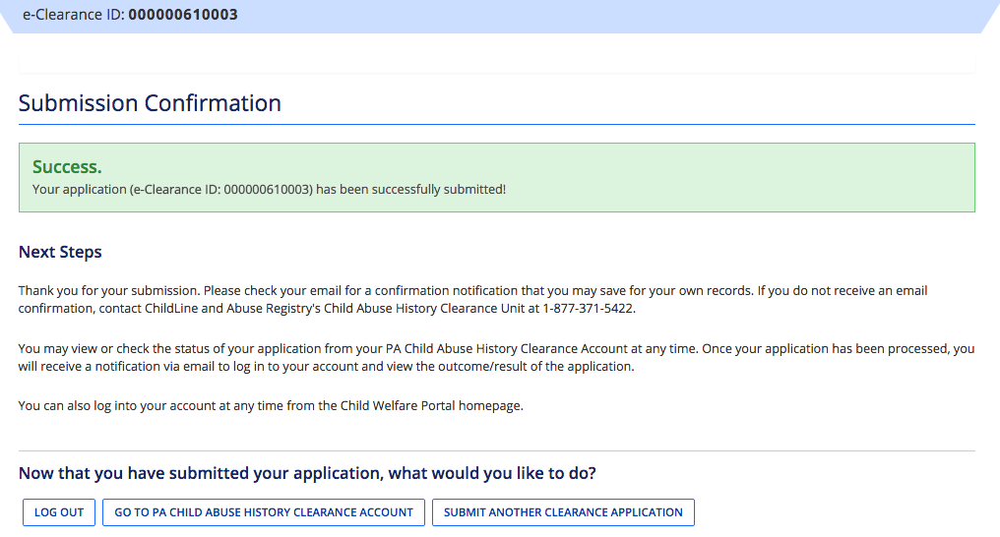 e-Clearance ID: 000000610003
Submission Confirmation
Success.
Your application (e-Clearance ID: 000000610003) has been successfully submitted!
Next Steps
Thank you for your submission. Please check your email for a confirmation notification that you may save for your own records. If you do not receive an email
confirmation, contact ChildLine and Abuse Registry's Child Abuse History Clearance Unit at 1-877-371-5422.
You may view or check the status of your application from your PA Child Abuse History Clearance Account at any time. Once your application has been processed, you
will receive a notification via email to log in to your account and view the outcome/result of the application.
You can also log into your account at any time from the Child Welfare Portal homepage.
Now that you have submitted your application, what would you like to do?
LOG OUT GO TO PA CHILD ABUSE HISTORY CLEARANCE ACCOUNT SUBMIT ANOTHER CLEARANCE APPLICATION